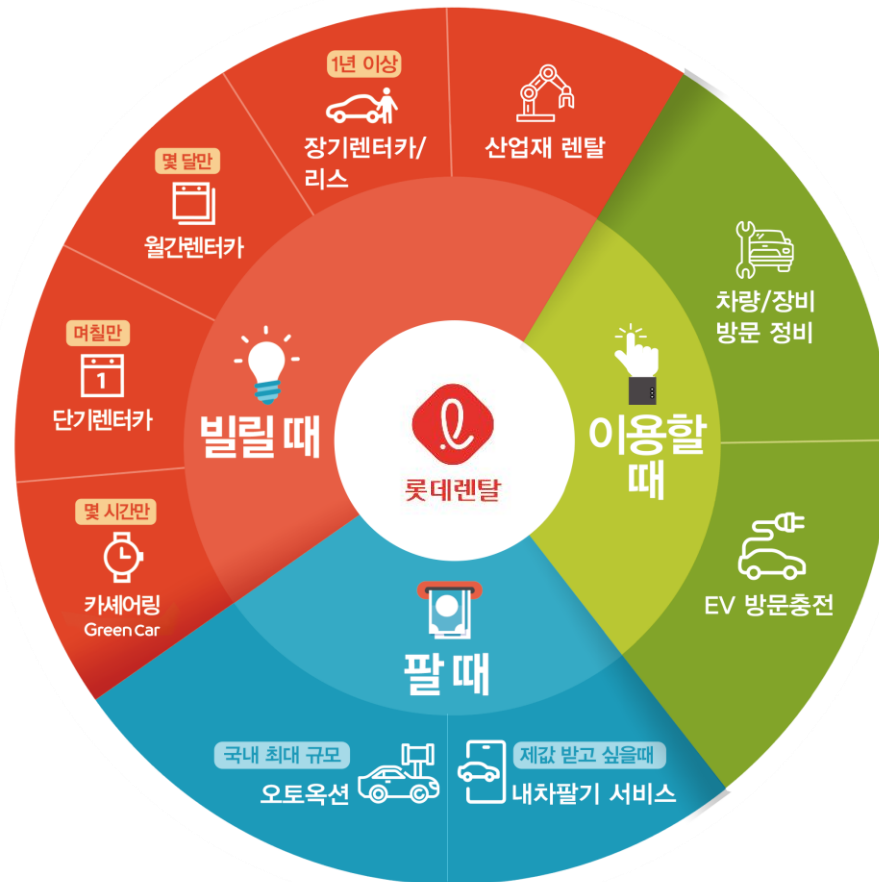 1년 이상
장기렌터카/
리스
산업재 렌탈
몇 달만
월간렌터카
며칠만
1
단기렌터카
몇 시간만
카셰어링
Green Car
빌릴 때
롯데렌탈
이용할
때
차량/장비
방문 정비
EV 방문충전
팔 때
국내 최대 규모
오토옥션
제값 받고 싶을때
내차팔기 서비스